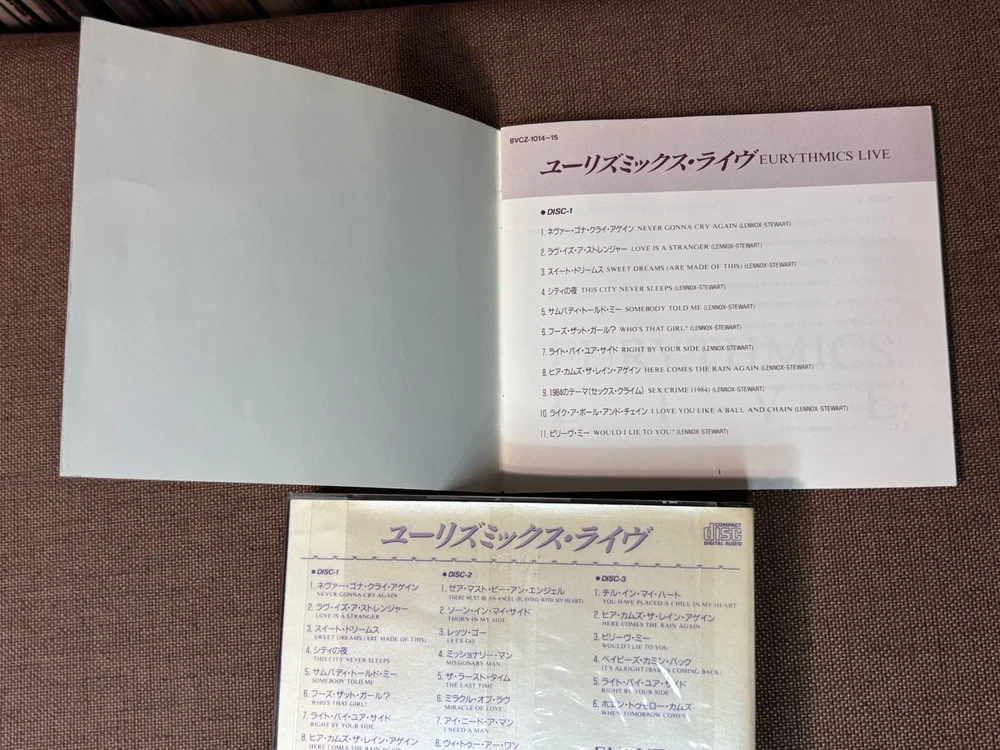 BVCZ-1014~15
ユーリズミックス・ライヴ EURYTHMICS LIVE
●DISC-1
1. ネヴァー・ゴナ・クライ・アゲイン NEVER GONNA CRY AGAIN (LENNOX-STEWART)
2. ラヴ・イズ・ア・ストレンジャー LOVE IS A STRANGER (LENNOX-STEWART)
3. スイート・ドリームス SWEET DREAMS (ARE MADE OF THIS) (LENNOX-STEWART)
4. シティの夜 THIS CITY NEVER SLEEPS (LENNOX-STEWART)
5. サムバディ・トールド・ミー SOMEBODY TOLD ME (LENNOX-STEWART)
6. フーズ・ザット・ガール? WHO'S THAT GIRL? (LENNOX-STEWART)
7. ライト・バイ・ユア・サイド RIGHT BY YOUR SIDE (LENNOX-STEWART)
8. ヒア・カムズ・ザ・レイン・アゲイン HERE COMES THE RAIN AGAIN (LENNOX-STEWART)
9. 1984のテーマ(セックス・クライム) SEX CRIME (1984) (LENNOX-STEWART)
10. ライク・ア・ボール・アンド・チェイン I LOVE YOU LIKE A BALL AND CHAIN (LENNOX-STEWART)
11. ビリーヴ・ミー WOULD I LIE TO YOU? (LENNOX-STEWART)
1
ユーリズミックス・ライヴ
COMPACT
disc
DIGITAL AUDIO
●DISC-1
1. ネヴァー・ゴナ・クライ・アゲイン
NEVER GONNA CRY AGAIN
2. ラヴ・イズ・ア・ストレンジャー
LOVE IS A STRANGER
3. スイート・ドリームス
SWEET DREAMS (ARE MADE OF THIS)
4. シティの夜
THIS CITY NEVER SLEEPS
5. サムバディ・トールド・ミー
SOMEBODY TOLD ME
6. フーズ・ザット・ガール?
WHO'S THAT GIRL?
7. ライト・バイ・ユア・サイド
RIGHT BY YOUR SIDE
8. ヒア・カムズ・ザ・レイン・アゲイン
HERE COMES THE RAIN AGAIN
●DISC-2
1. ゼア・マスト・ビー・アン・エンジェル
THERE MUST BE AN ANGEL (PLAYING WITH MY HEART)
2. ソーン・イン・マイ・サイド
THORN IN MY SIDE
3. レッツ・ゴー
LET'S GO
4. ミッショナリー・マン
MISSIONARY MAN
5. ザ・ラースト・タイム
THE LAST TIME
6. ミラクル・オブ・ラヴ
MIRACLE OF LOVE
7. アイ・ニード・ア・マン
I NEED A MAN
8. ウィ・トゥー・アー・ワン
●DISC-3
1. チル・イン・マイ・ハート
YOU HAVE PLACED A CHILL IN MY HEART
2. ヒア・カムズ・ザ・レイン・アゲイン
HERE COMES THE RAIN AGAIN
3. ビリーヴ・ミー
WOULD I LIE TO YOU
4. ベイビーズ・カミン・バック
IT'S ALRIGHT (BABY'S COMING BACK)
5. ライト・バイ・ユア・サイド
RIGHT BY YOUR SIDE
6. ホエン・トゥモロー・カムズ
WHEN TOMORROW COMES